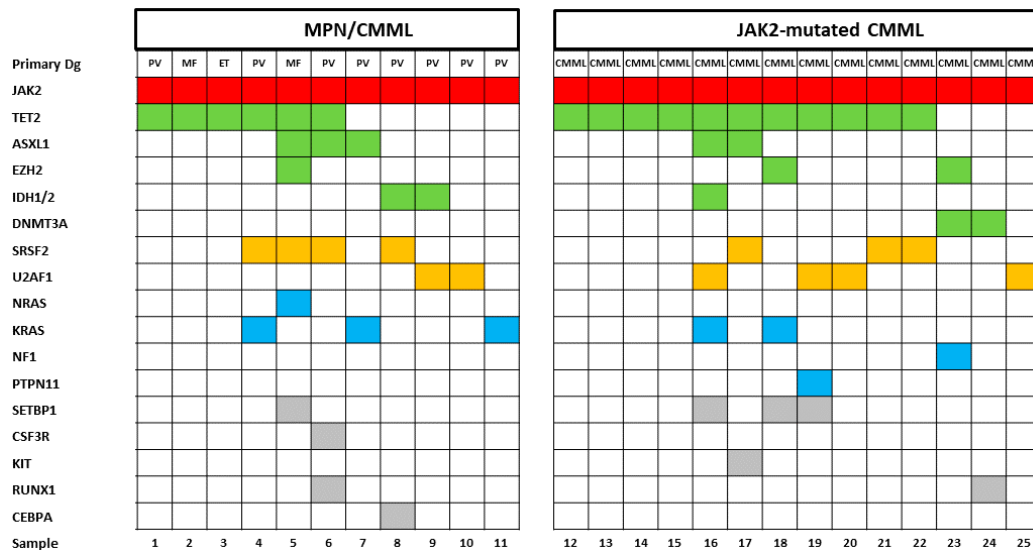 MPN/CMML JAK2-mutated CMML
Primary Dg PV MF ET PV MF PV PV PV PV PV PV CMML CMML CMML CMML CMML CMML CMML CMML CMML CMML CMML CMML CMML CMM
JAK2
TET2
ASXL1
EZH2
IDH1/2
DNMT3A
SRSF2
U2AF1
NRAS
KRAS
NF1
PTPN11
SETBP1
CSF3R
KIT
RUNX1
CEBPA
Sample 1 2 3 4 5 6 7 8 9 10 11 12 13 14 15 16 17 18 19 20 21 22 23 24 25